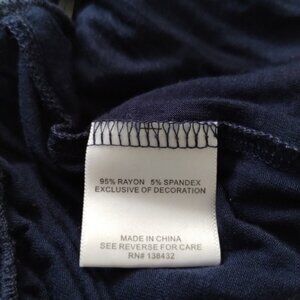 95% RAYON 5% SPANDEX
EXCLUSIVE OF DECORATION
MADE IN CHINA
SEE REVERSE FOR CARE
RN# 138432